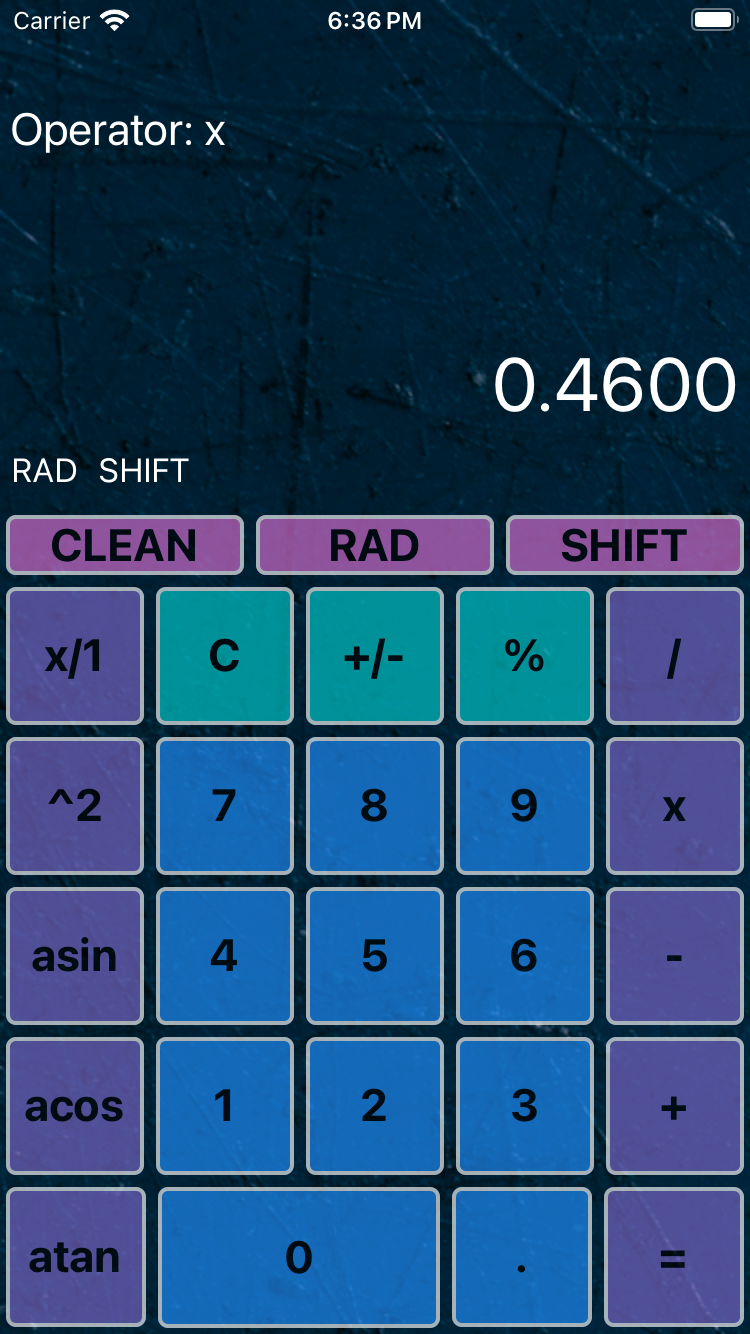 Carrier 6:36 PM
Operator: x
0.4600
RAD SHIFT
CLEAN RAD SHIFT
x/1 C +/- % /
^2 7 8 9 x
asin 4 5 6 -
acos 1 2 3 +
atan 0 . =